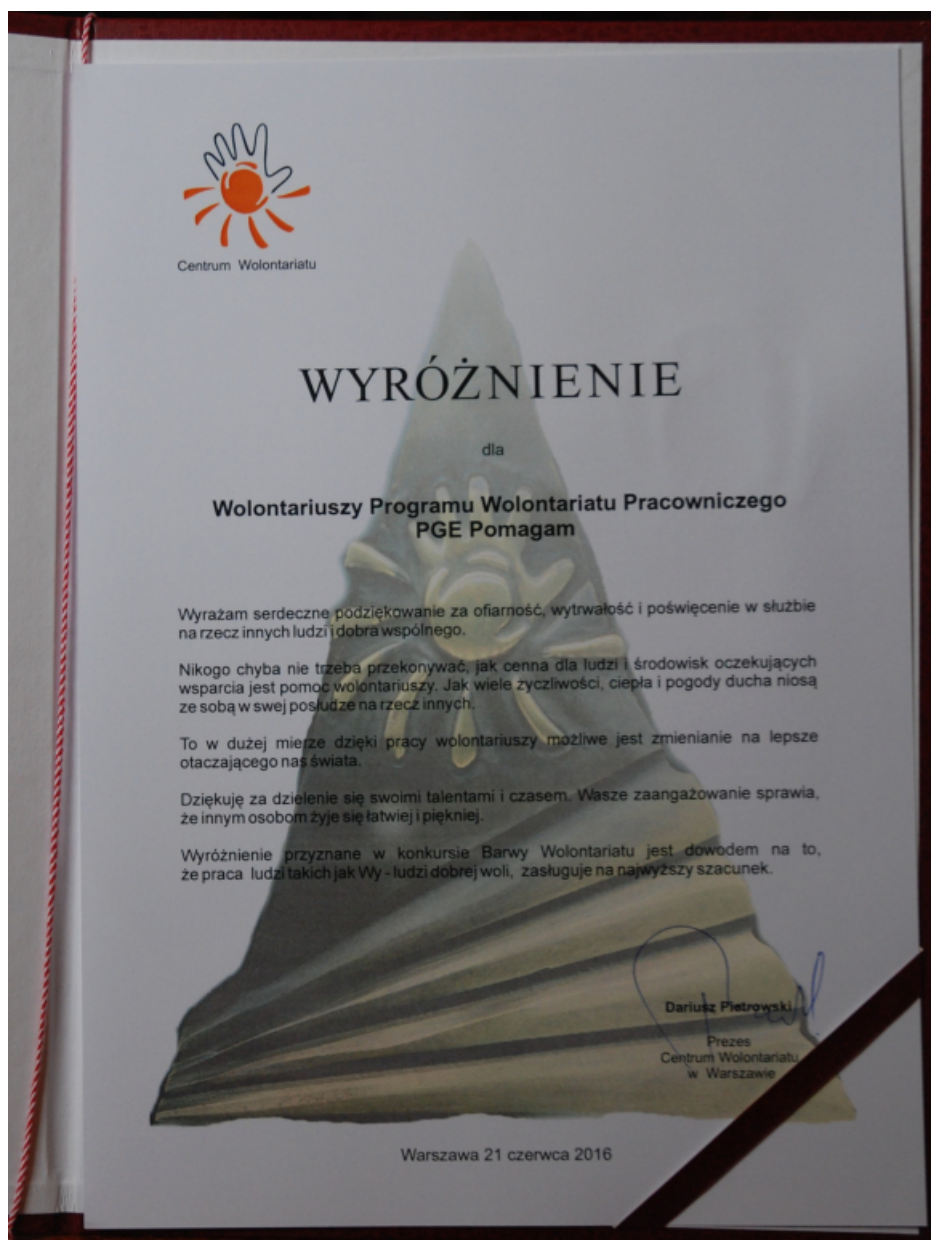 Centrum Wolontariatu
WYRÓŻNIENIE
dla
Wolontariuszy Programu Wolontariatu Pracowniczego
PGE Pomagam
Wyrażam serdeczne podziękowanie za ofiarność, wytrwałość i poświęcenie w służbie
na rzecz innych ludzi i dobra wspólnego.
Nikogo chyba nie trzeba przekonywać, jak cenna dla ludzi i środowisk oczekujących
wsparcia jest pomoc wolontariuszy. Jak wiele życzliwości, ciepła i pogody ducha niosą
ze sobą w swej posłudze na rzecz innych.
To w dużej mierze dzięki pracy wolontariuszy możliwe jest zmienianie na lepsze
otaczającego nas świata.
Dziękuję za dzielenie się swoimi talentami i czasem. Wasze zaangażowanie sprawia,
że innym osobom żyje się łatwiej i piękniej.
Wyróżnienie przyznane w konkursie Barwy Wolontariatu jest dowodem na to,
że praca ludzi takich jak Wy - ludzi dobrej woli, zasługuje na najwyższy szacunek.
Dariusz Pietrowski
Prezes
Centrum Wolontariatu
w Warszawie
Warszawa 21 czerwca 2016